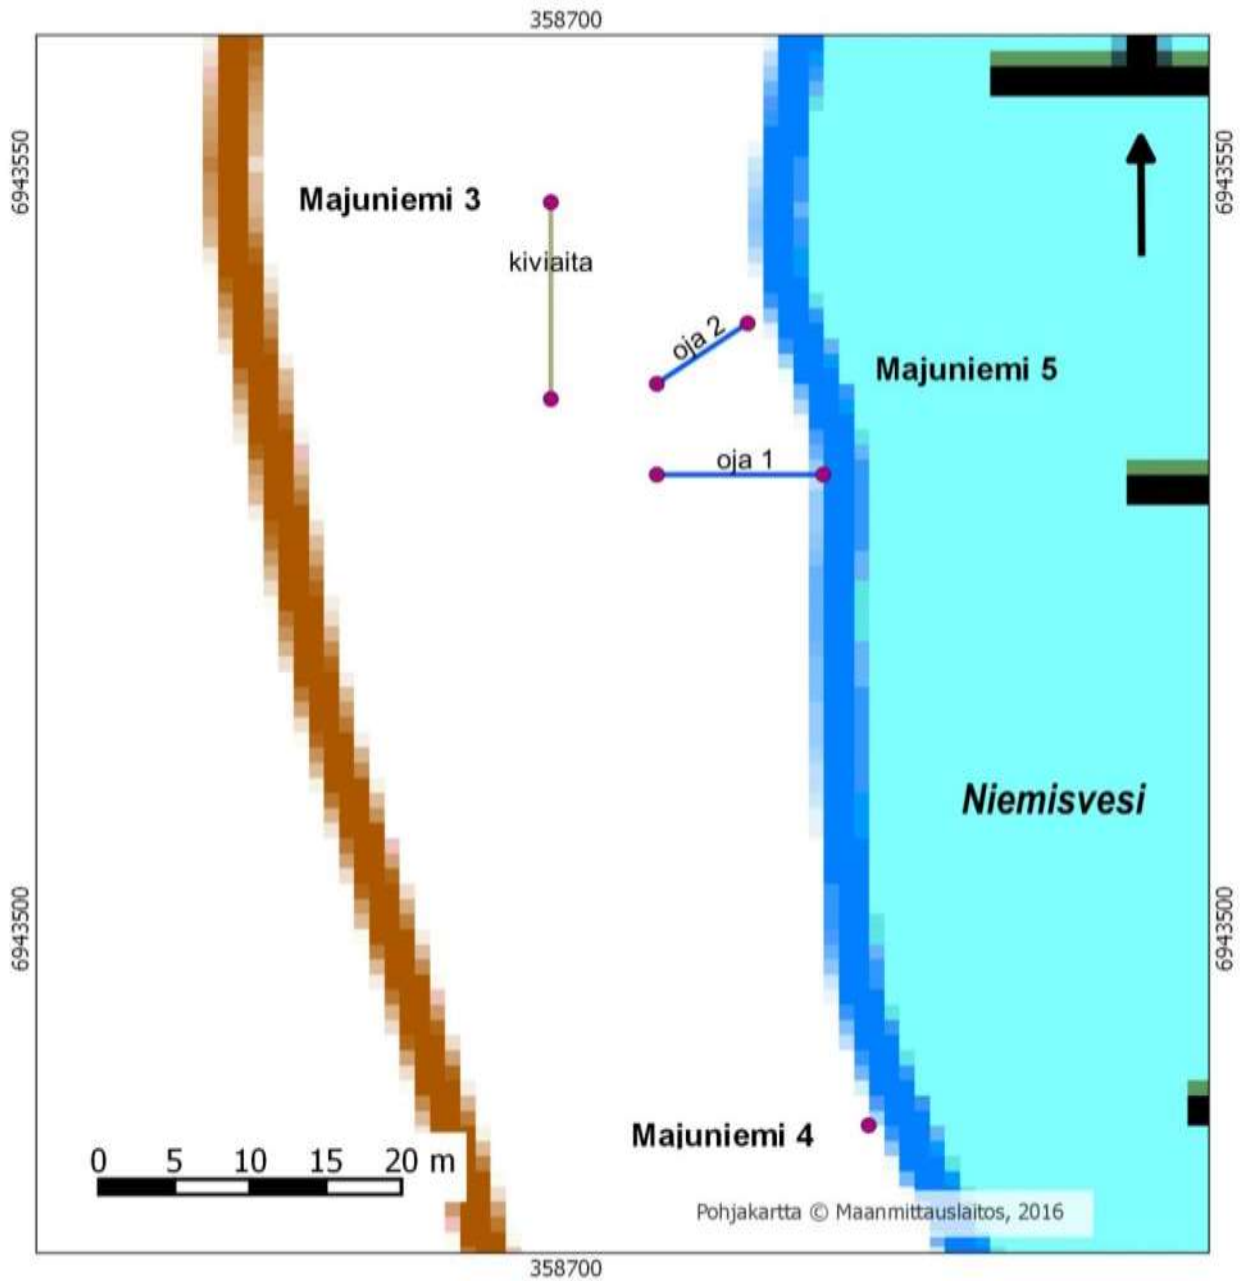 358700
6943550
6943550
Majuniemi 3
kiviaita
oja 2
Majuniemi 5
oja 1
Niemisvesi
6943500
6943500
Majuniemi 4
0 5 10 15 20 m
Pohjakartta © Maanmittauslaitos, 2016
358700